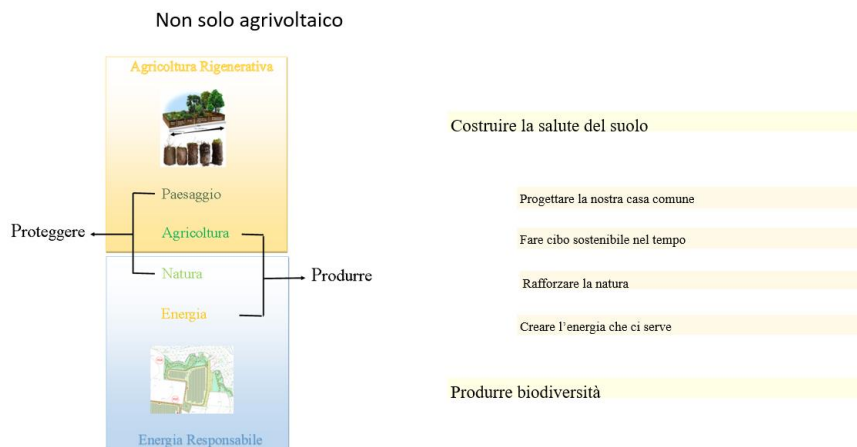 Non solo agrivoltaico
Agricoltura Rigenerativa
Paesaggio
Proteggere
Agricoltura
Natura
Produrre
Energia
Energia Responsabile
Costruire la salute del suolo
Progettare la nostra casa comune
Fare cibo sostenibile nel tempo
Rafforzare la natura
Creare l'energia che ci serve
Produrre biodiversità